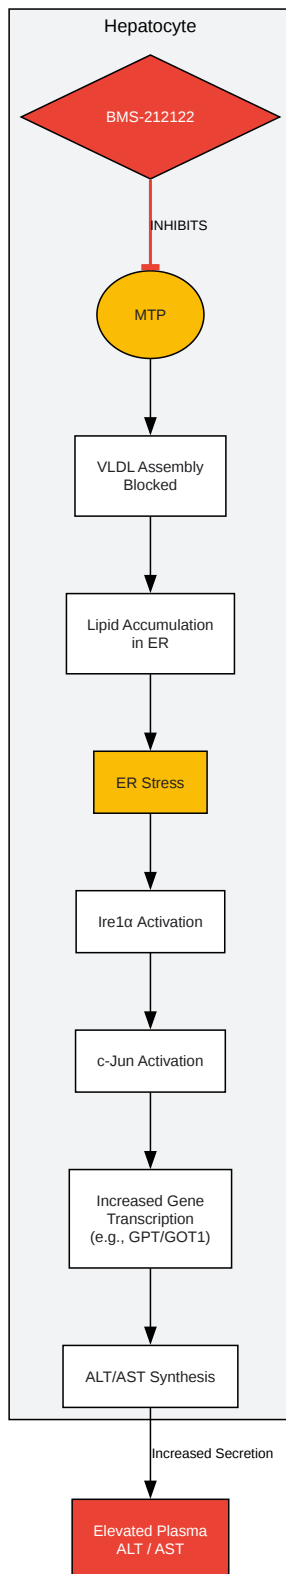 Hepatocyte
BMS-212122
INHIBITS
MTP
VLDL Assembly
Blocked
Lipid Accumulation
in ER
ER Stress
Ire1α Activation
c-Jun Activation
Increased Gene
Transcription
(e.g., GPT/GOT1)
ALT/AST Synthesis
Increased Secretion
Elevated Plasma
ALT / AST